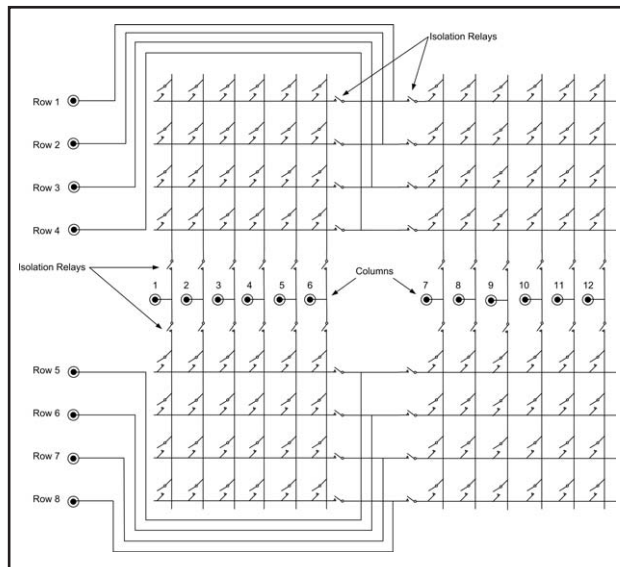 Isolation Relays
Row 1
Row 2
Row 3
Row 4
Isolation Relays
Columns
1 2 3 4 5 6 7 8 9 10 11 12
Row 5
Row 6
Row 7
Row 8